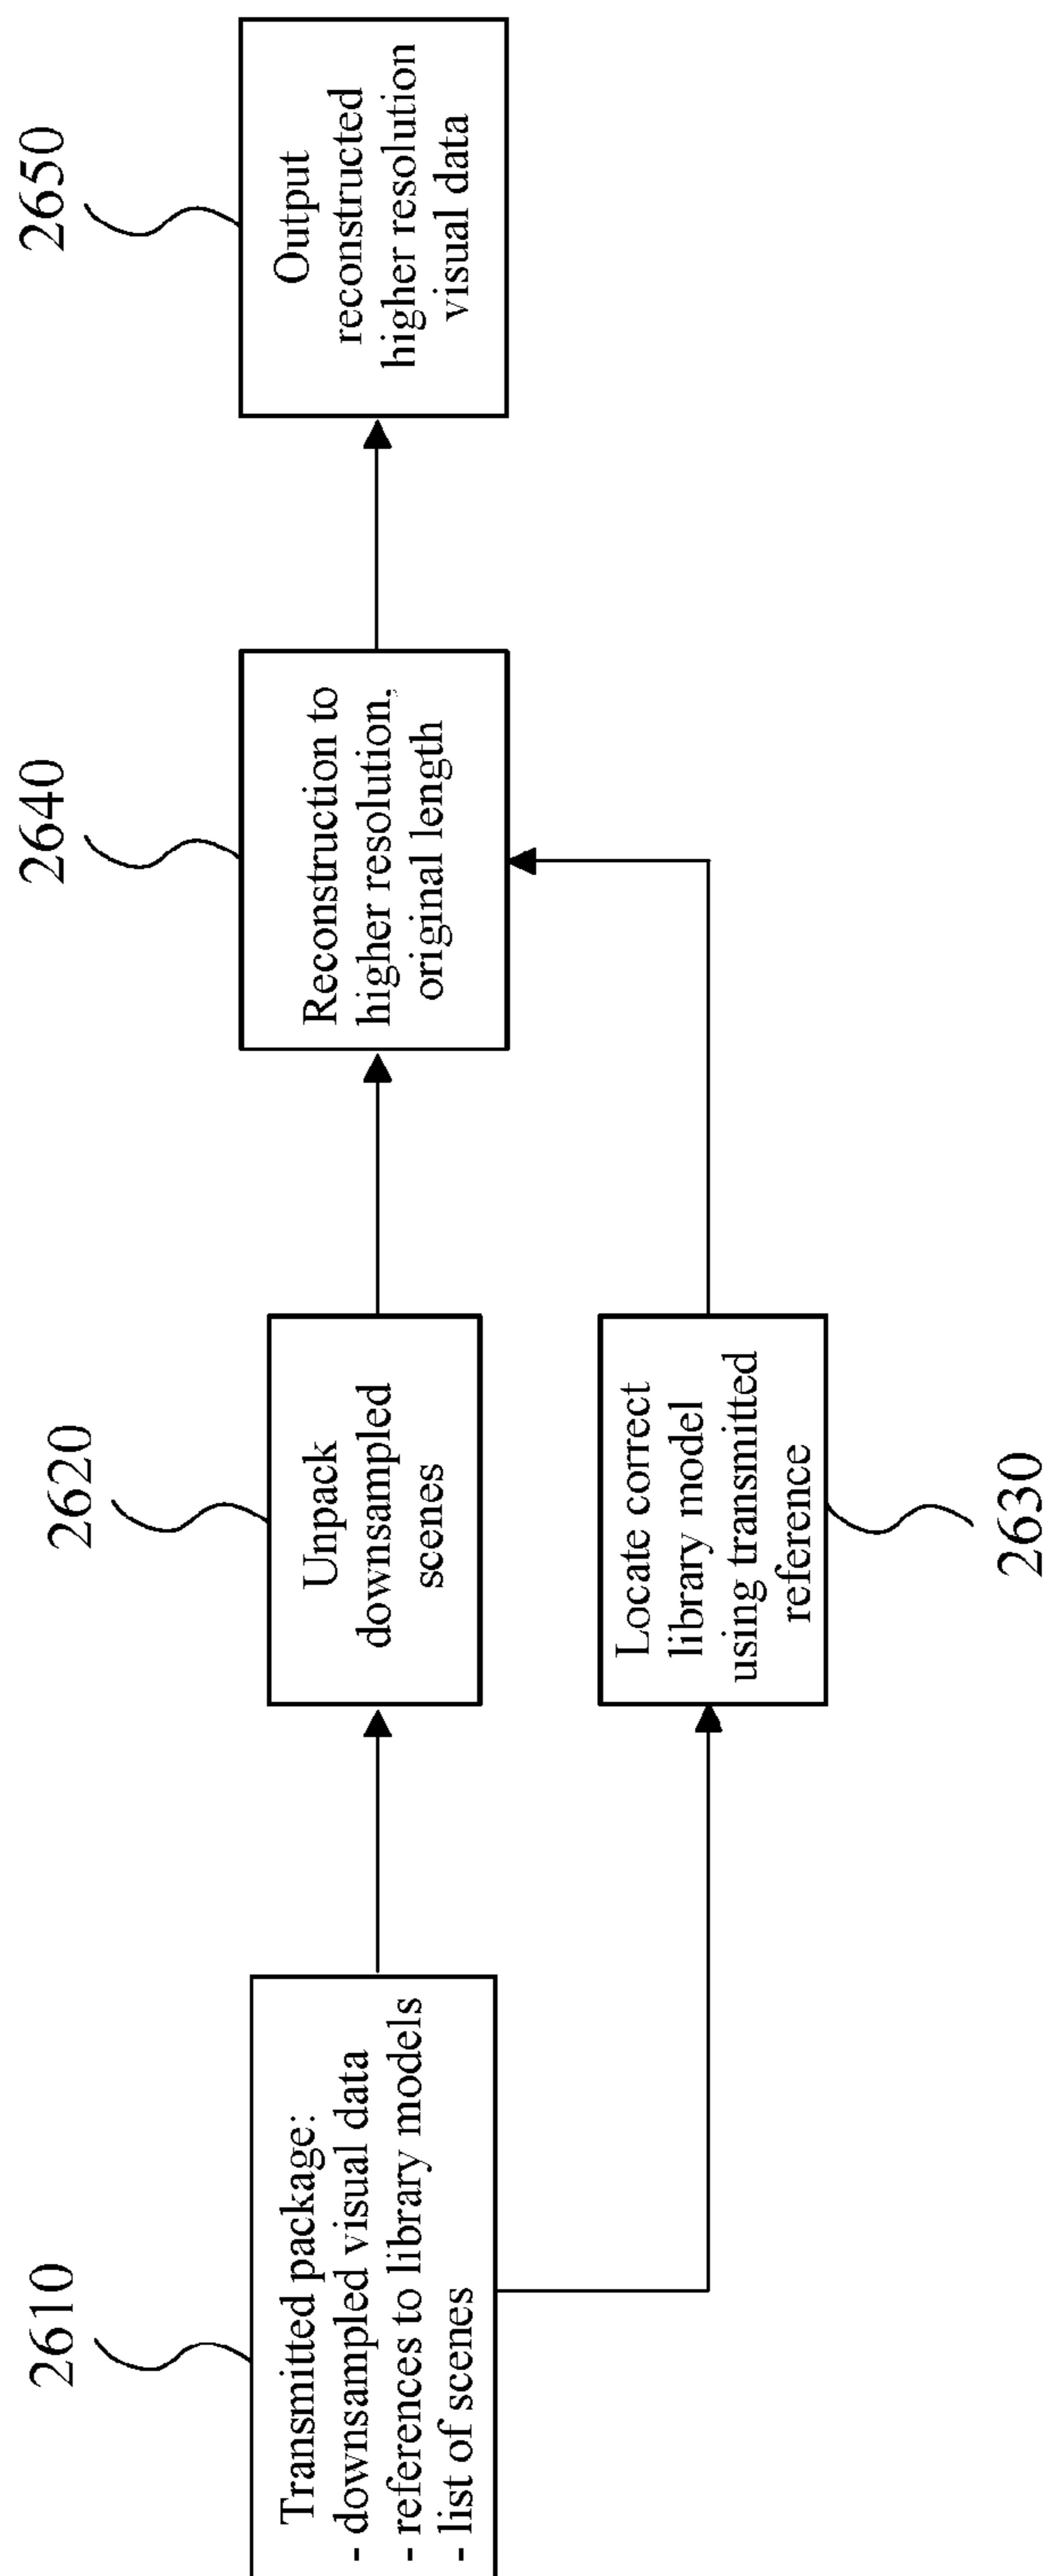 2610
Transmitted package:
- downsampled visual data
- references to library models
- list of scenes
2620
Unpack
downsampled
scenes
2630
Locate correct
library model
using transmitted
reference
2640
Reconstruction to
higher resolution,
original length
2650
Output
reconstructed
higher resolution
visual data